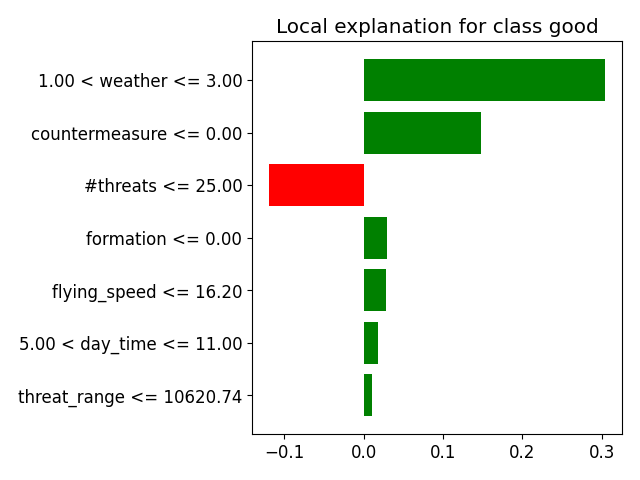 Local explanation for class good
1.00 < weather <= 3.00
countermeasure <= 0.00
#threats <= 25.00
formation <= 0.00
flying_speed <= 16.20
5.00 < day_time <= 11.00
threat_range <= 10620.74
−0.1 0.0 0.1 0.2 0.3